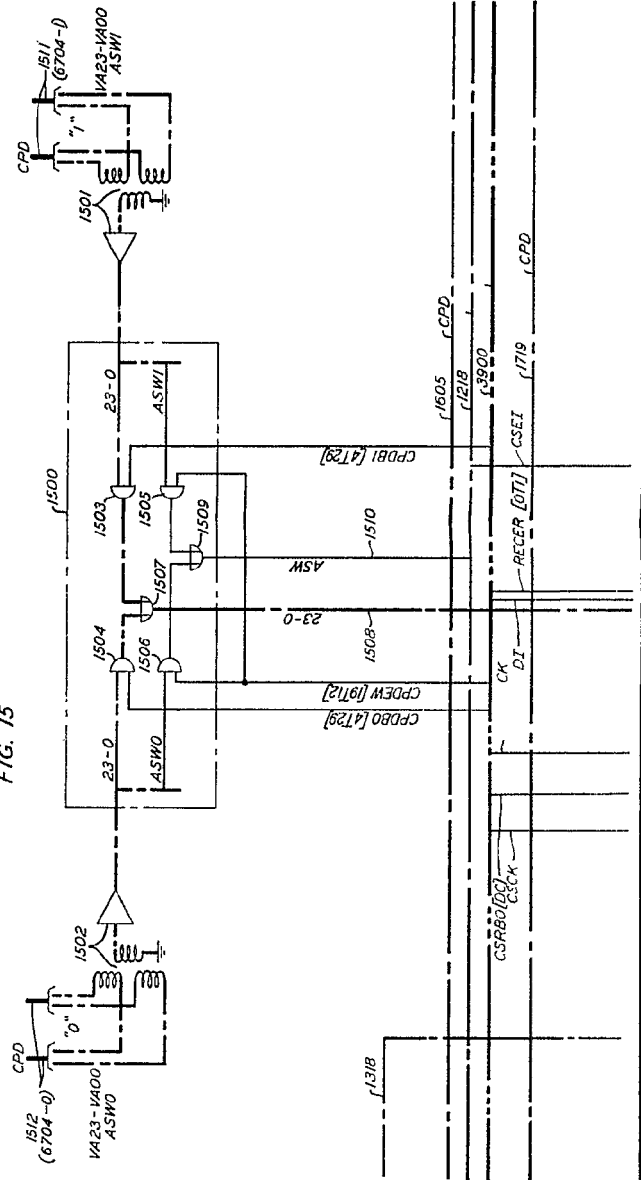 FIG. 15
1512
(6704-0)
CPD
"0"
VA23-VA00
ASW0
1502
1500
23-0
ASW0
1504
1506
1507
1503
1505
1509
23-0
ASW1
1501
CPD
"1"
1511
(6704-1)
VA23-VA00
ASW1
CPDB0 [4T29]
CPDEW [19T12]
23-0
1508
ASW
1510
CPDB1 [4T29]
1318
1605
CPD
1218
3900
1719
CPD
CSRB0[DC]
CSCK
CK
DI
RECER [0T1]
CSEI